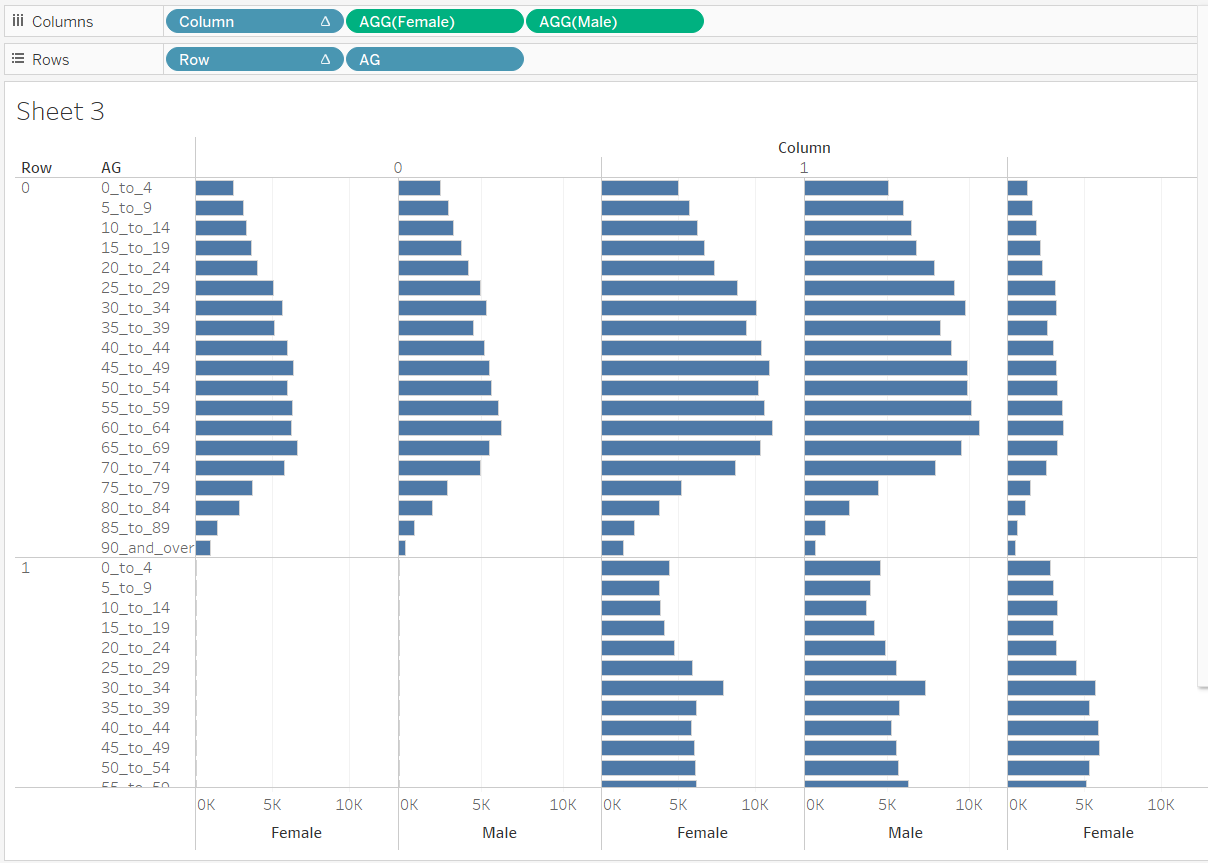 Columns Column Δ AGG(Female) AGG(Male)
Rows Row Δ AG
Sheet 3
Column
Row AG 0 1
0 0_to_4
5_to_9
10_to_14
15_to_19
20_to_24
25_to_29
30_to_34
35_to_39
40_to_44
45_to_49
50_to_54
55_to_59
60_to_64
65_to_69
70_to_74
75_to_79
80_to_84
85_to_89
90_and_over
1 0_to_4
5_to_9
10_to_14
15_to_19
20_to_24
25_to_29
30_to_34
35_to_39
40_to_44
45_to_49
50_to_54
55_to_59
0K 5K 10K 0K 5K 10K 0K 5K 10K 0K 5K 10K 0K 5K 10K
Female Male Female Male Female